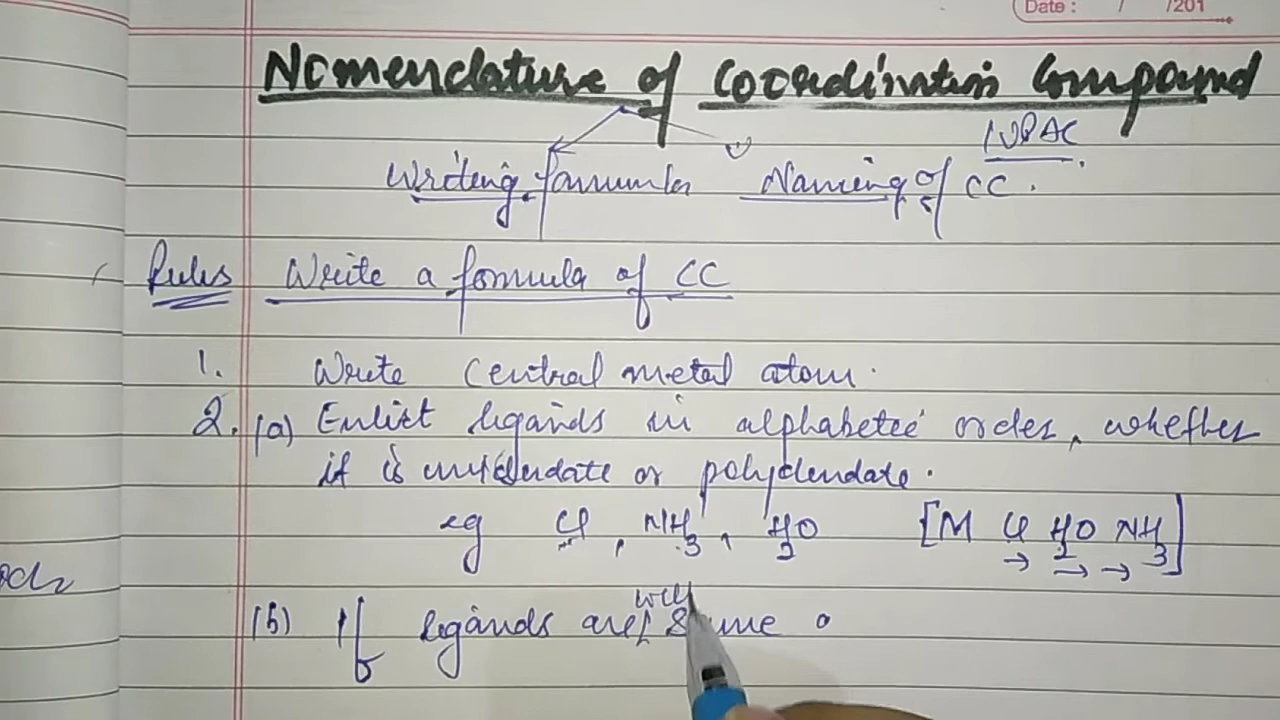 Date : / /201
Nomenclature of Coordination Compound
IUPAC
Writing formula Naming of CC.
Rules Write a formula of CC
1. Write central metal atom.
2. (a) Enlist ligands in alphabetic order, whether
it is unidendate or polydendate.
eg Cl, NH3, H2O [M Cl H2O NH3]
(b) If ligands are Same